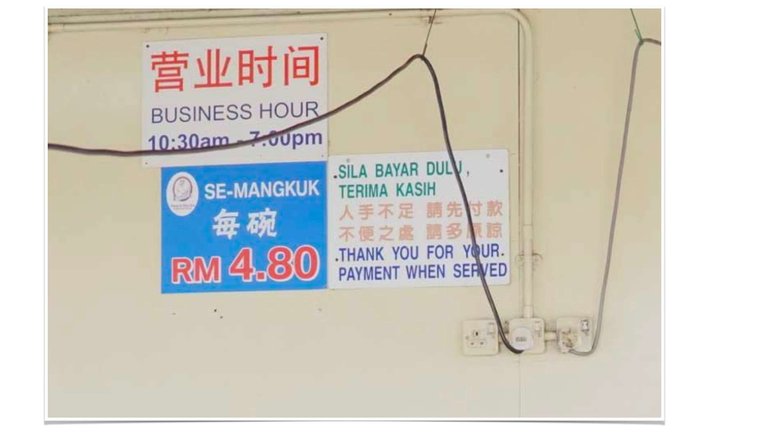 营业时间
BUSINESS HOUR
10:30am - 7:00pm
SE-MANGKUK
每碗
RM 4.80
SILA BAYAR DULU,
TERIMA KASIH
人手不足 請先付款
不便之處 請多原諒
THANK YOU FOR YOUR
PAYMENT WHEN SERVED